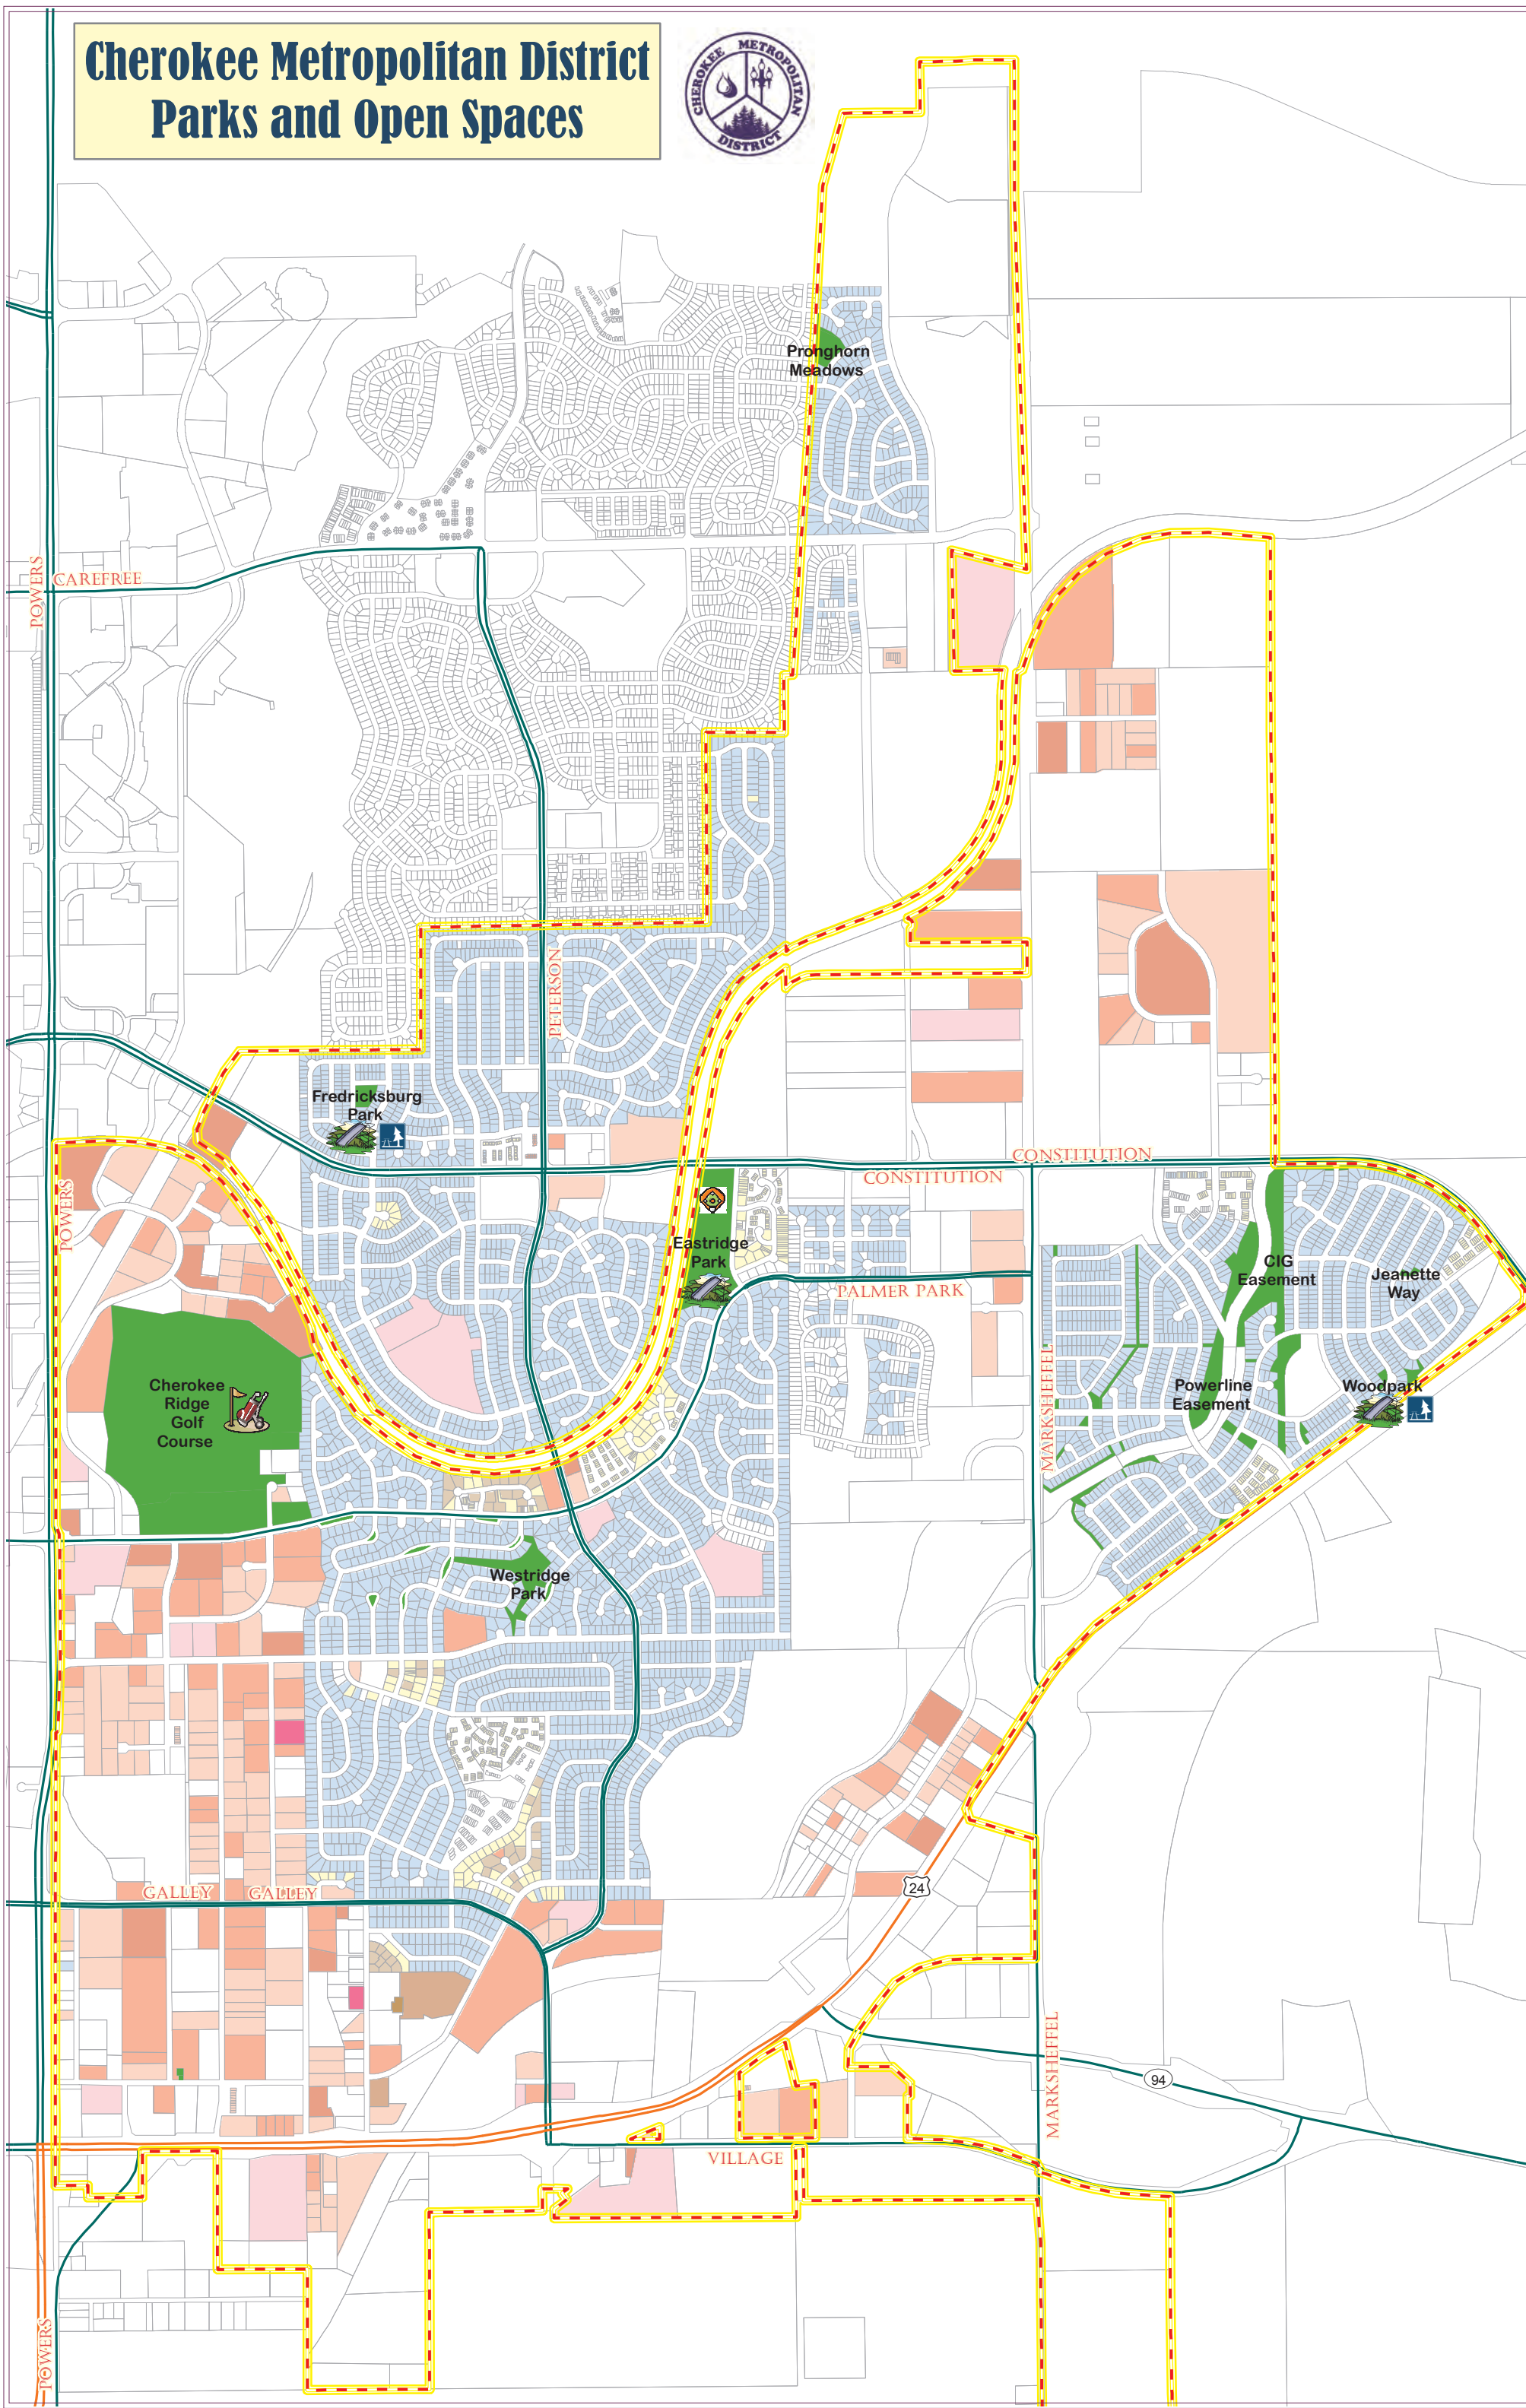 Cherokee Metropolitan District
Parks and Open Spaces
CHEROKEE METROPOLITAN
DISTRICT
Pronghorn
Meadows
POWERS
CAREFREE
PETERSON
Fredricksburg
Park
CONSTITUTION
CONSTITUTION
POWERS
Eastridge
Park
CIG
Easement
Jeanette
Way
PALMER PARK
MARKSHEFFEL
Cherokee
Ridge
Golf
Course
Powerline
Easement
Woodpark
Westridge
Park
GALLEY
GALLEY
24
MARKSHEFFEL
94
VILLAGE
POWERS